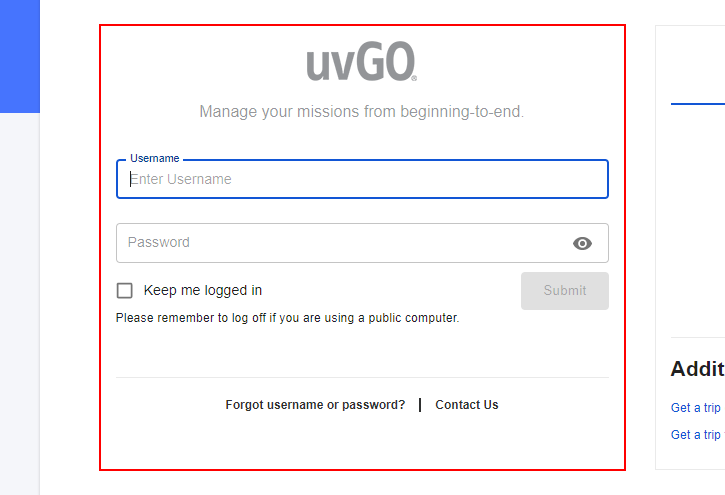 uvGO®
Manage your missions from beginning-to-end.
Username
Enter Username
Password
Keep me logged in
Submit
Please remember to log off if you are using a public computer.
Forgot username or password? | Contact Us
Addit
Get a trip
Get a trip